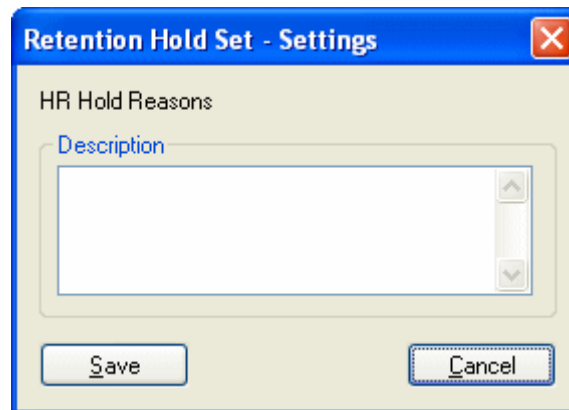 Retention Hold Set - Settings
HR Hold Reasons
Description
Save
Cancel